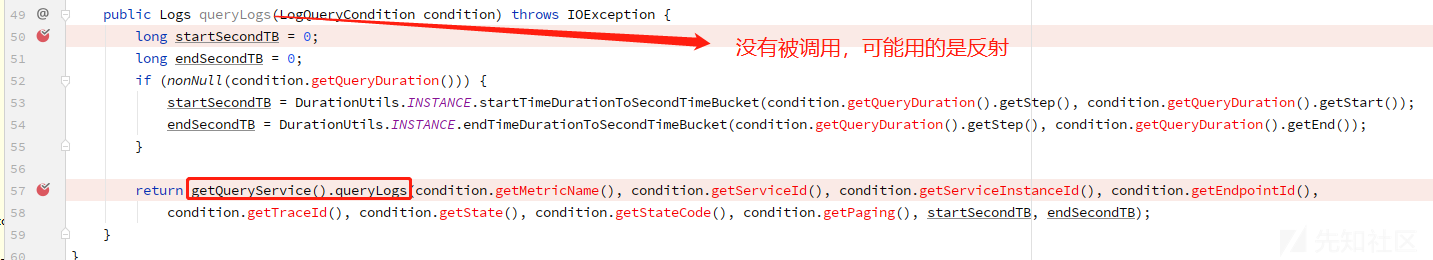 49 @ public Logs queryLogs(LogQueryCondition condition) throws IOException {
50 long startSecondTB = 0;
没有被调用，可能用的是反射
51 long endSecondTB = 0;
52 if (nonNull(condition.getQueryDuration())) {
53 startSecondTB = DurationUtils.INSTANCE.startTimeDurationToSecondTimeBucket(condition.getQueryDuration().getStep(), condition.getQueryDuration().getStart());
54 endSecondTB = DurationUtils.INSTANCE.endTimeDurationToSecondTimeBucket(condition.getQueryDuration().getStep(), condition.getQueryDuration().getEnd());
55 }
56
57 return getQueryService().queryLogs(condition.getMetricName(), condition.getServiceId(), condition.getServiceInstanceId(), condition.getEndpointId(),
58 condition.getTraceId(), condition.getState(), condition.getStateCode(), condition.getPaging(), startSecondTB, endSecondTB);
59 }
60 }
先知社区